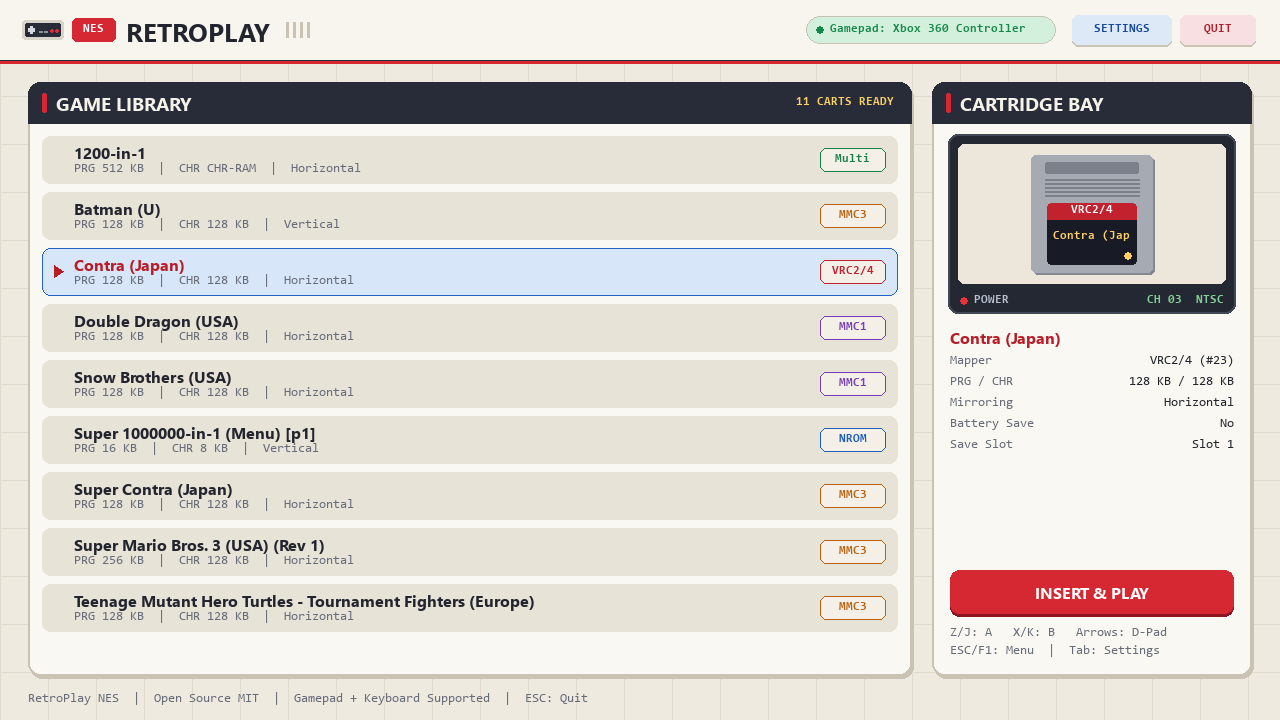 NES RETROPLAY
Gamepad: Xbox 360 Controller
SETTINGS
QUIT
GAME LIBRARY
11 CARTS READY
1200-in-1
PRG 512 KB | CHR CHR-RAM | Horizontal
Multi
Batman (U)
PRG 128 KB | CHR 128 KB | Vertical
MMC3
Contra (Japan)
PRG 128 KB | CHR 128 KB | Horizontal
VRC2/4
Double Dragon (USA)
PRG 128 KB | CHR 128 KB | Horizontal
MMC1
Snow Brothers (USA)
PRG 128 KB | CHR 128 KB | Horizontal
MMC1
Super 1000000-in-1 (Menu) [p1]
PRG 16 KB | CHR 8 KB | Vertical
NROM
Super Contra (Japan)
PRG 128 KB | CHR 128 KB | Horizontal
MMC3
Super Mario Bros. 3 (USA) (Rev 1)
PRG 256 KB | CHR 128 KB | Horizontal
MMC3
Teenage Mutant Hero Turtles - Tournament Fighters (Europe)
PRG 128 KB | CHR 128 KB | Horizontal
MMC3
CARTRIDGE BAY
VRC2/4
Contra (Jap
POWER
CH 03 NTSC
Contra (Japan)
Mapper VRC2/4 (#23)
PRG / CHR 128 KB / 128 KB
Mirroring Horizontal
Battery Save No
Save Slot Slot 1
INSERT & PLAY
Z/J: A X/K: B Arrows: D-Pad
ESC/F1: Menu | Tab: Settings
RetroPlay NES | Open Source MIT | Gamepad + Keyboard Supported | ESC: Quit